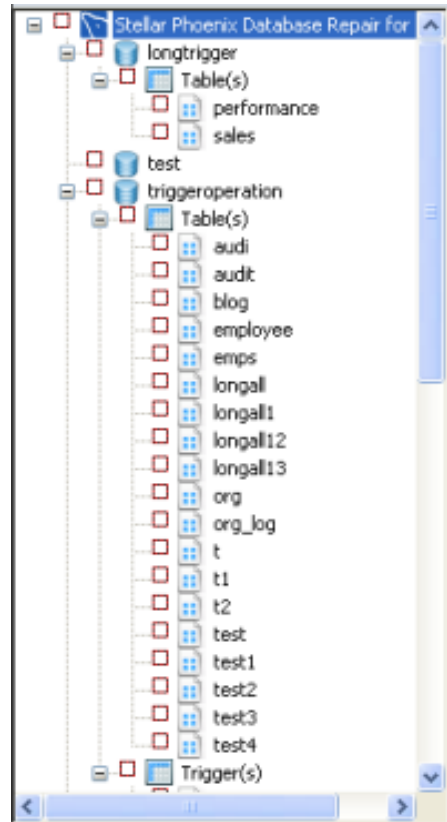 Stellar Phoenix Database Repair for
longtrigger
Table(s)
performance
sales
test
triggeroperation
Table(s)
audi
audit
blog
employee
emps
longall
longall1
longall12
longall13
org
org_log
t
t1
t2
test
test1
test2
test3
test4
Trigger(s)